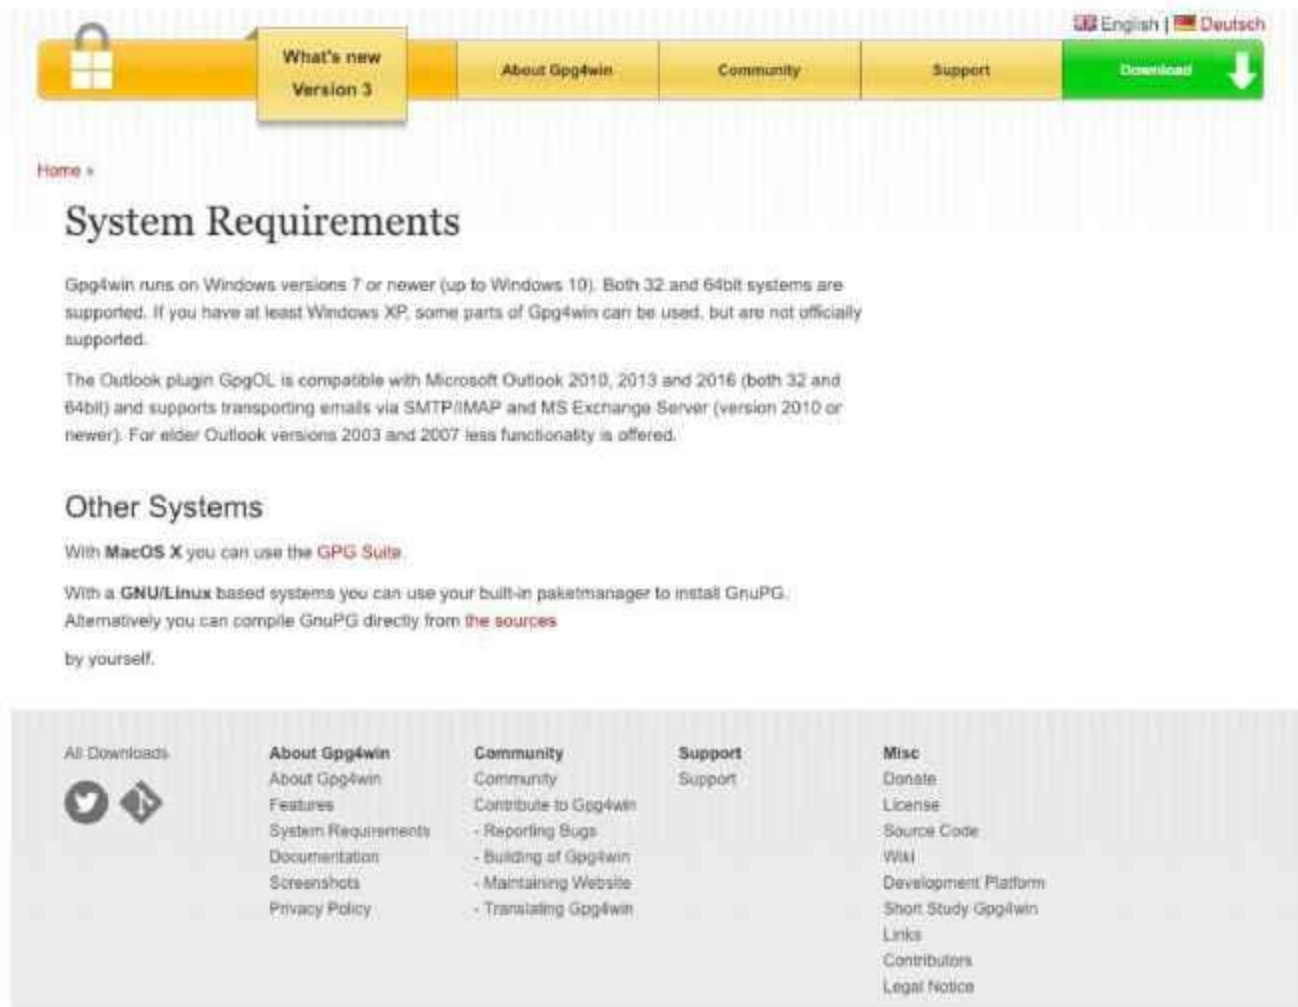 English | Deutsch
What's new
Version 3
About Gpg4win
Community
Support
Download
Home »
System Requirements
Gpg4win runs on Windows versions 7 or newer (up to Windows 10). Both 32 and 64bit systems are
supported. If you have at least Windows XP, some parts of Gpg4win can be used, but are not officially
supported.
The Outlook plugin GpgOL is compatible with Microsoft Outlook 2010, 2013 and 2016 (both 32 and
64bit) and supports transporting emails via SMTP/IMAP and MS Exchange Server (version 2010 or
newer). For elder Outlook versions 2003 and 2007 less functionality is offered.
Other Systems
With MacOS X you can use the GPG Suite.
With a GNU/Linux based systems you can use your built-in paketmanager to install GnuPG.
Alternatively you can compile GnuPG directly from the sources
by yourself.
All Downloads
About Gpg4win
About Gpg4win
Features
System Requirements
Documentation
Screenshots
Privacy Policy
Community
Community
Contribute to Gpg4win
- Reporting Bugs
- Building of Gpg4win
- Maintaining Website
- Translating Gpg4win
Support
Support
Misc
Donate
License
Source Code
Wiki
Development Platform
Short Study Gpg4win
Links
Contributors
Legal Notice